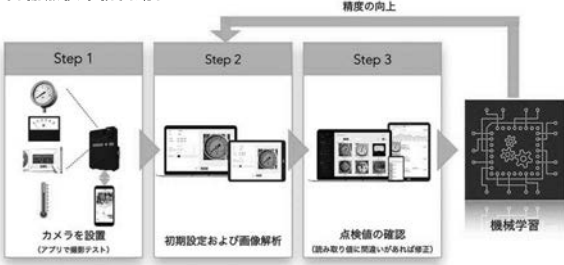 精度の向上
Step 1
Step 2
Step 3
カメラを設置
(アプリで撮影テスト)
初期設定および画像解析
点検値の確認
(読み取り値に間違いがあれば修正)
機械学習